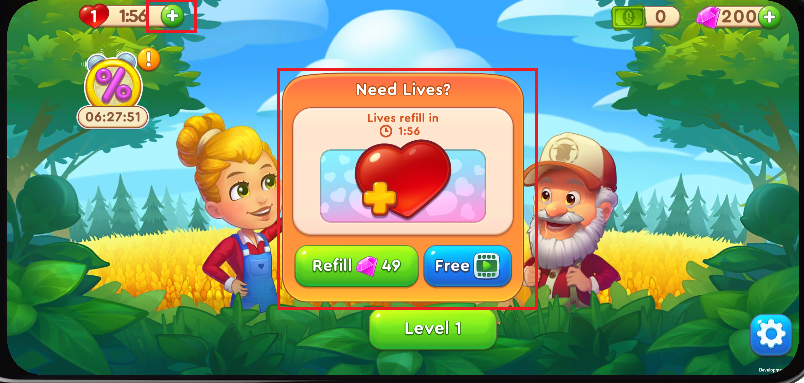 1 1:56
0
200
%
!
06:27:51
Need Lives?
Lives refill in
1:56
Refill 49
Free
Level 1